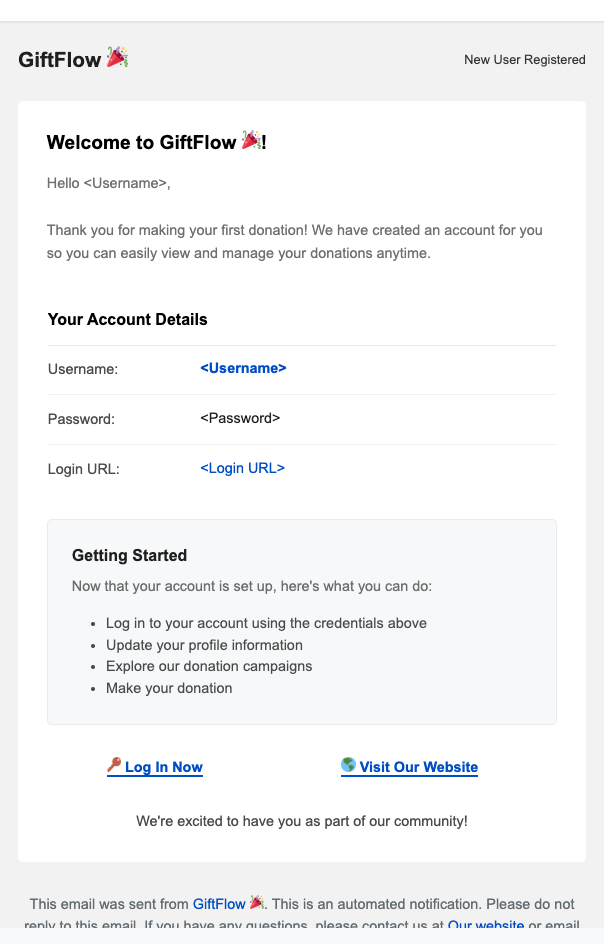 GiftFlow 🎉
New User Registered
Welcome to GiftFlow 🎉!
Hello <Username>,
Thank you for making your first donation! We have created an account for you
so you can easily view and manage your donations anytime.
Your Account Details
Username: <Username>
Password: <Password>
Login URL: <Login URL>
Getting Started
Now that your account is set up, here's what you can do:
• Log in to your account using the credentials above
• Update your profile information
• Explore our donation campaigns
• Make your donation
🔑 Log In Now
🌎 Visit Our Website
We're excited to have you as part of our community!
This email was sent from GiftFlow 🎉. This is an automated notification. Please do not
reply to this email. If you have any questions, please contact us at Our website or email